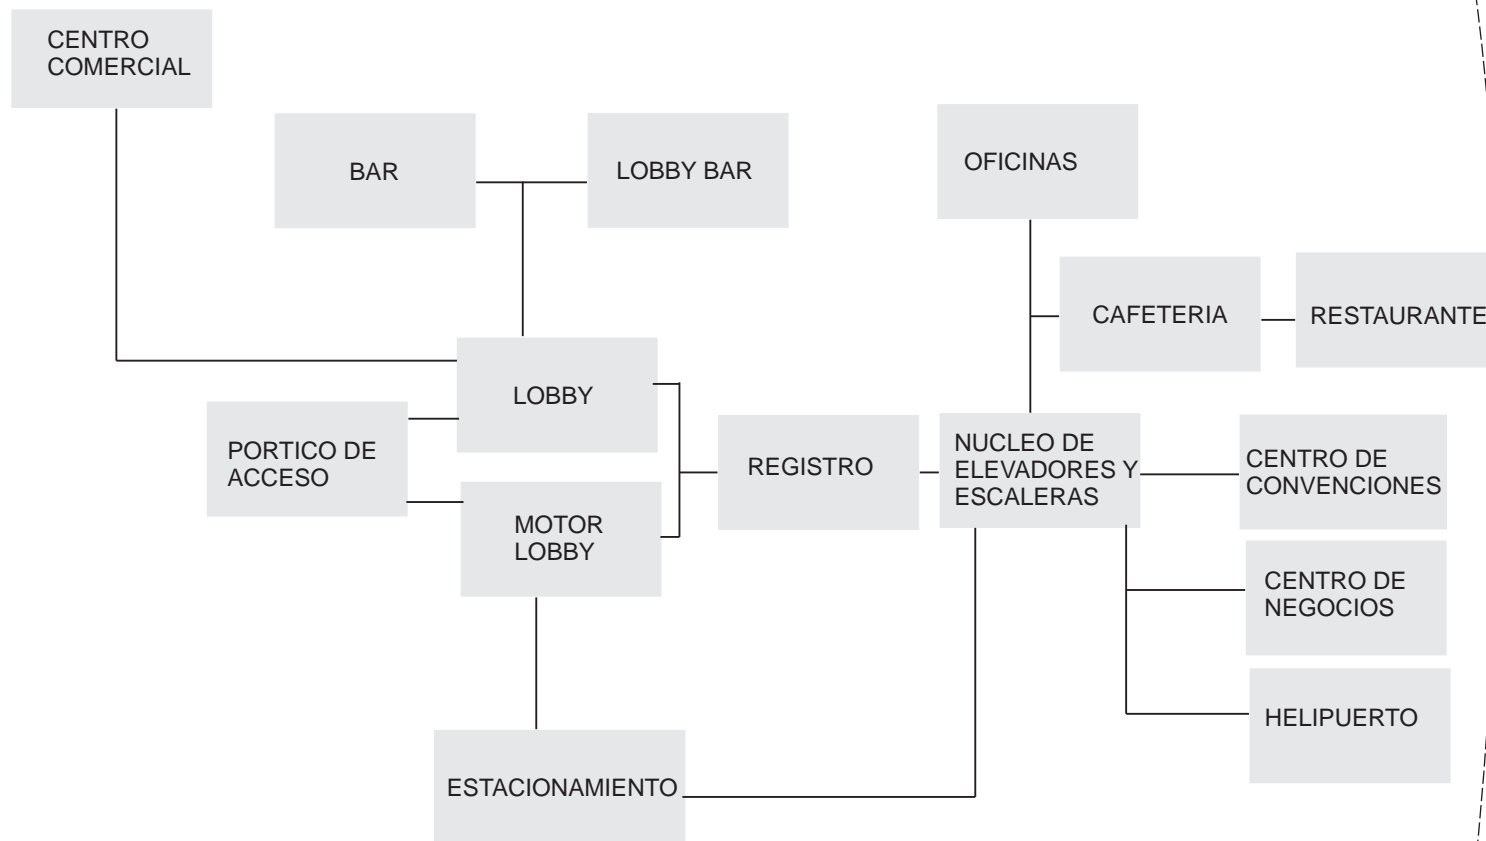 CENTRO
COMERCIAL
BAR
LOBBY BAR
OFICINAS
CAFETERIA
RESTAURANTE
LOBBY
PORTICO DE
ACCESO
REGISTRO
NUCLEO DE
ELEVADORES Y
ESCALERAS
CENTRO DE
CONVENCIONES
MOTOR
LOBBY
CENTRO DE
NEGOCIOS
HELIPUERTO
ESTACIONAMIENTO